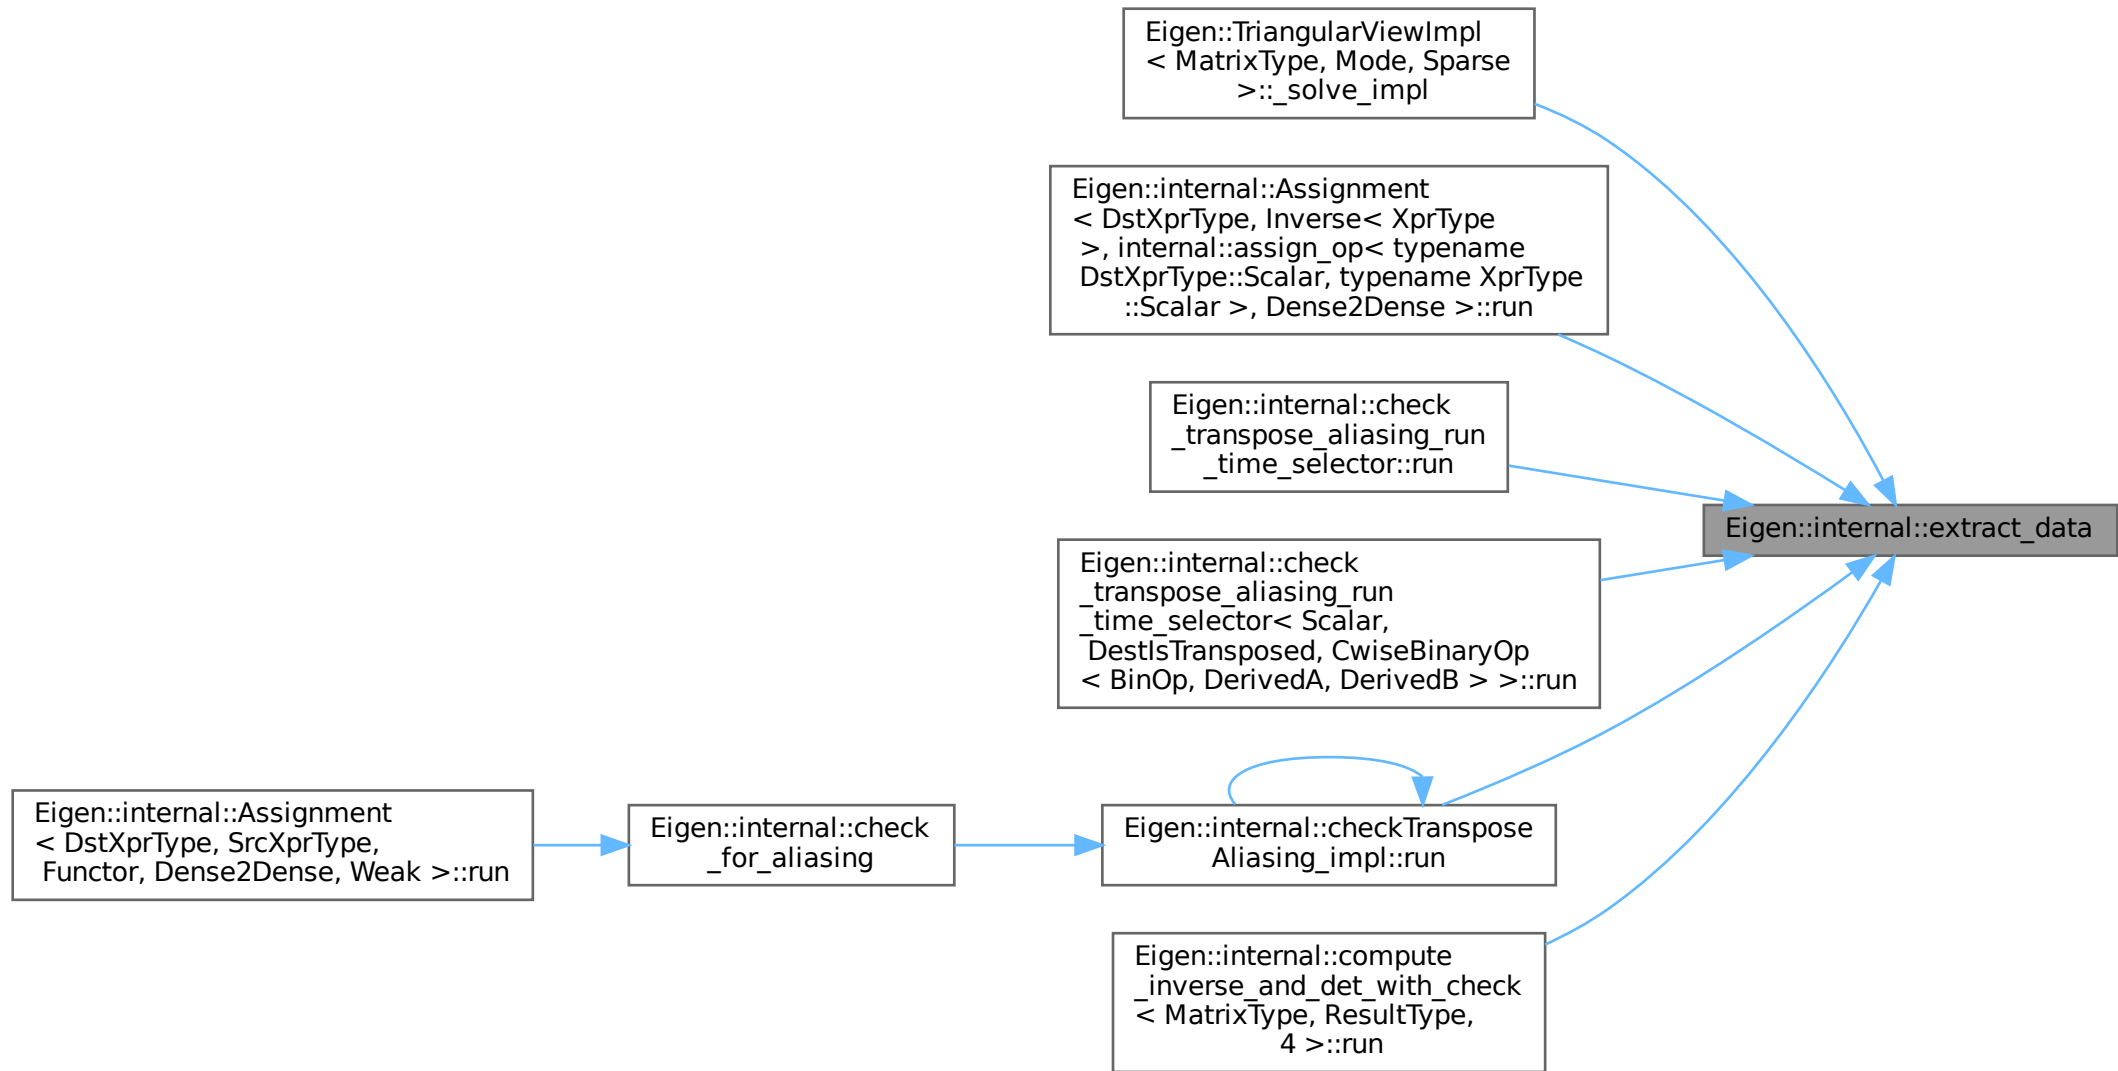 Eigen::TriangularViewImpl
< MatrixType, Mode, Sparse
>::_solve_impl
Eigen::internal::Assignment
< DstXprType, Inverse< XprType
>, internal::assign_op< typename
DstXprType::Scalar, typename XprType
::Scalar >, Dense2Dense >::run
Eigen::internal::check
_transpose_aliasing_run
_time_selector::run
Eigen::internal::extract_data
Eigen::internal::check
_transpose_aliasing_run
_time_selector< Scalar,
DestIsTransposed, CwiseBinaryOp
< BinOp, DerivedA, DerivedB > >::run
Eigen::internal::Assignment
< DstXprType, SrcXprType,
Functor, Dense2Dense, Weak >::run
Eigen::internal::check
_for_aliasing
Eigen::internal::checkTranspose
Aliasing_impl::run
Eigen::internal::compute
_inverse_and_det_with_check
< MatrixType, ResultType,
4 >::run